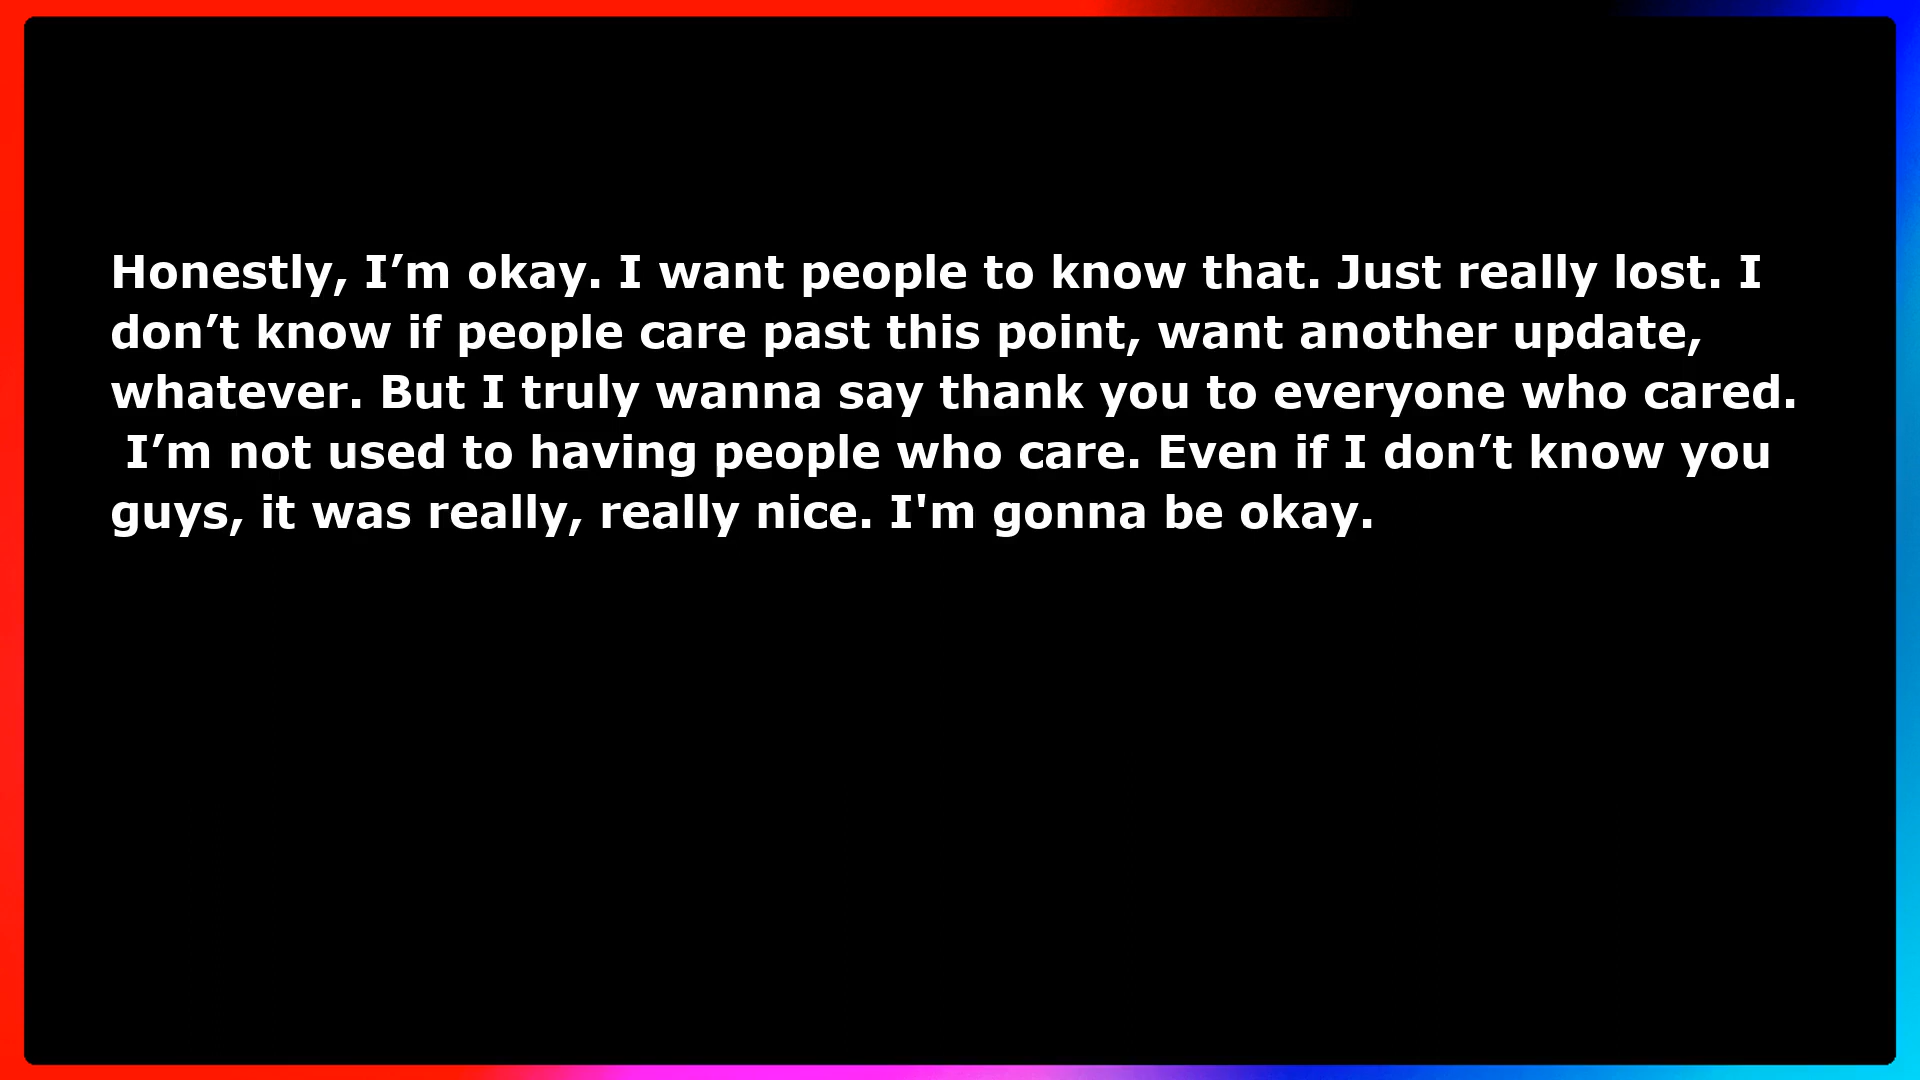 Honestly, I’m okay. I want people to know that. Just really lost. I
don’t know if people care past this point, want another update,
whatever. But I truly wanna say thank you to everyone who cared.
I’m not used to having people who care. Even if I don’t know you
guys, it was really, really nice. I'm gonna be okay.